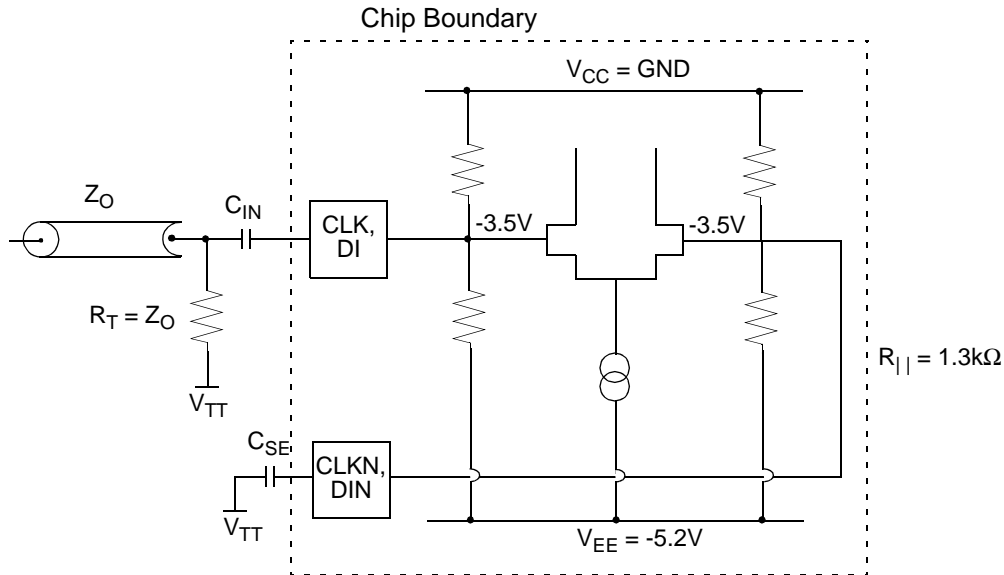 Chip Boundary
V_CC = GND
Z_O
C_IN
CLK,
DI
-3.5V
-3.5V
R_T = Z_O
R_|| = 1.3kΩ
V_TT
C_SE
CLKN,
DIN
V_TT
V_EE = -5.2V